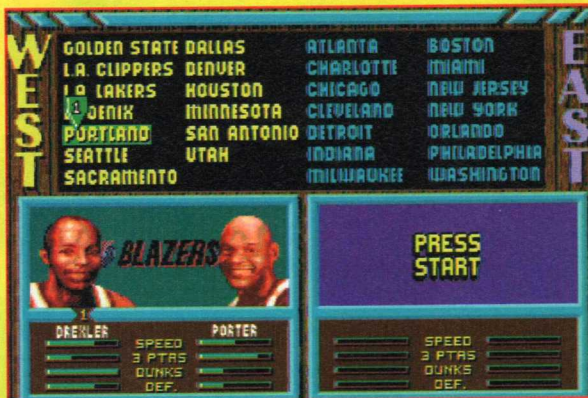 WEST
EAST
GOLDEN STATE DALLAS ATLANTA BOSTON
L.A. CLIPPERS DENVER CHARLOTTE MIAMI
LAKERS HOUSTON CHICAGO NEW JERSEY
1 MINNESOTA CLEVELAND NEW YORK
PORTLAND SAN ANTONIO DETROIT ORLANDO
SEATTLE UTAH INDIANA PHILADELPHIA
SACRAMENTO MILWAUKEE WASHINGTON
BLAZERS
PRESS
START
1
DREXLER PORTER
SPEED SPEED
3 PTRS 3 PTRS
DUNKS DUNKS
DEF. DEF.